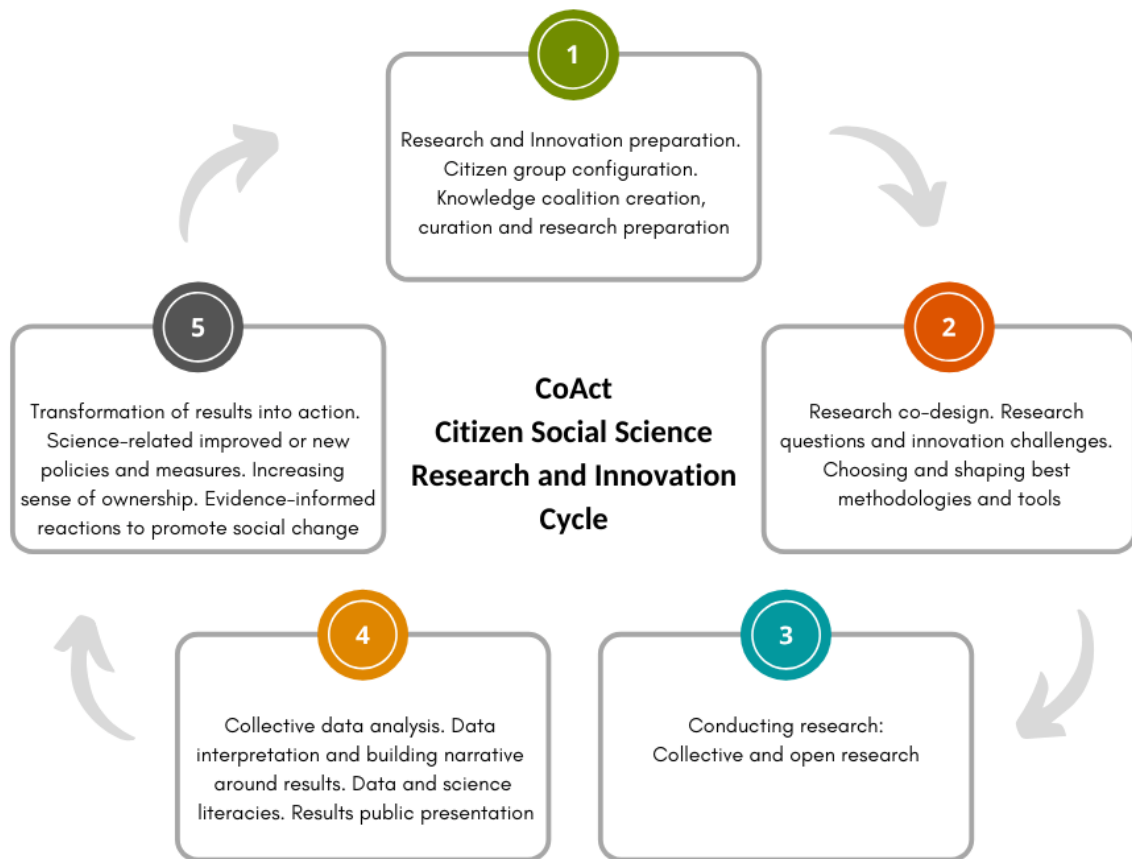 1
Research and Innovation preparation.
Citizen group configuration.
Knowledge coalition creation,
curation and research preparation
2
Research co-design. Research
questions and innovation challenges.
Choosing and shaping best
methodologies and tools
3
Conducting research:
Collective and open research
4
Collective data analysis. Data
interpretation and building narrative
around results. Data and science
literacies. Results public presentation
5
Transformation of results into action.
Science-related improved or new
policies and measures. Increasing
sense of ownership. Evidence-informed
reactions to promote social change
CoAct
Citizen Social Science
Research and Innovation
Cycle